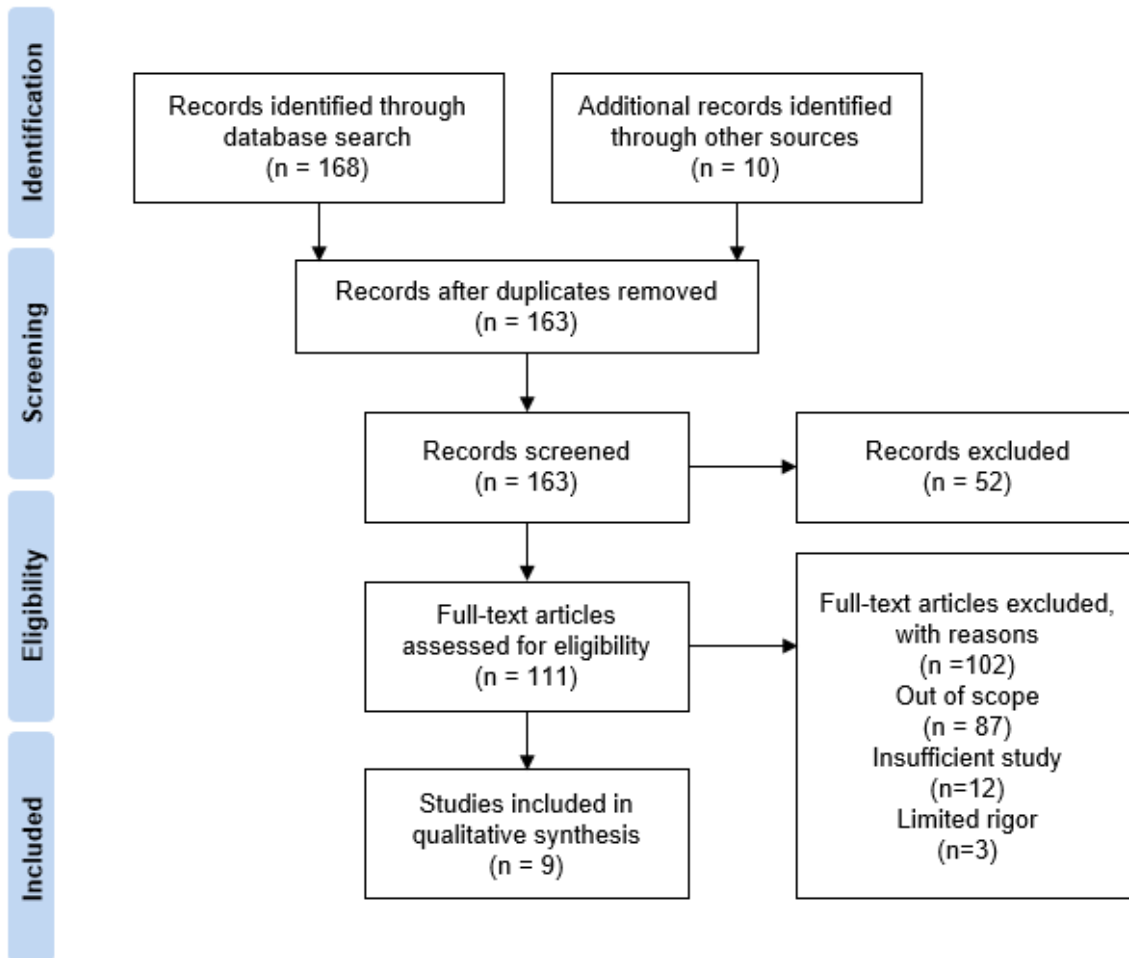 Identification
Records identified through
database search
(n = 168)
Additional records identified
through other sources
(n = 10)
Screening
Records after duplicates removed
(n = 163)
Records screened
(n = 163)
Records excluded
(n = 52)
Eligibility
Full-text articles
assessed for eligibility
(n = 111)
Full-text articles excluded,
with reasons
(n =102)
Out of scope
(n = 87)
Insufficient study
(n=12)
Limited rigor
(n=3)
Included
Studies included in
qualitative synthesis
(n = 9)